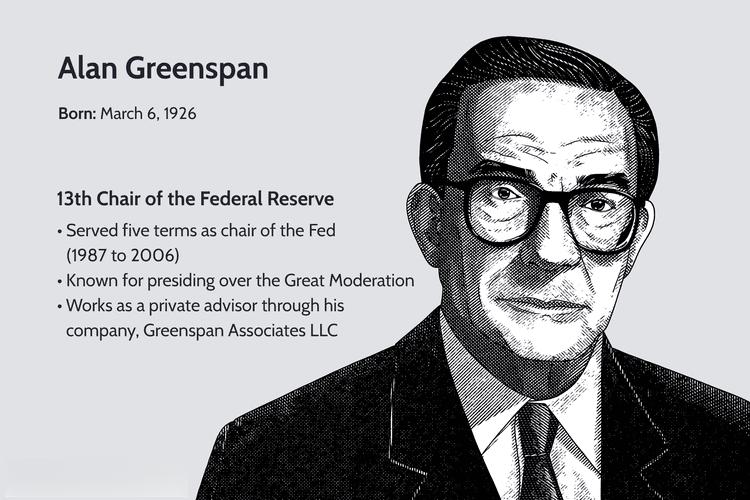 Alan Greenspan
Born: March 6, 1926
13th Chair of the Federal Reserve
• Served five terms as chair of the Fed
(1987 to 2006)
• Known for presiding over the Great Moderation
• Works as a private advisor through his
company, Greenspan Associates LLC